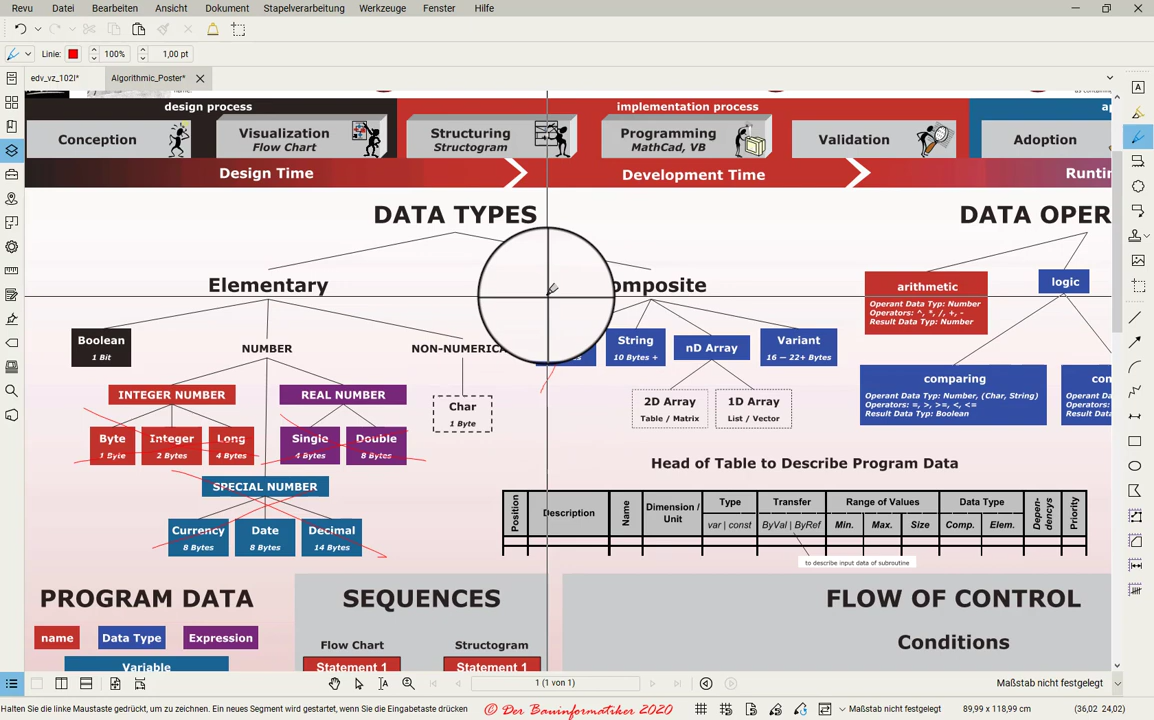 Revu Datei Bearbeiten Ansicht Dokument Stapelverarbeitung Werkzeuge Fenster Hilfe
Linie: 100% 1,00 pt
edv_vz_102l* Algorithmic_Poster*
design process implementation process
Conception Visualization Flow Chart Structuring Structogram Programming MathCad, VB Validation Adoption
Design Time Development Time
DATA TYPES DATA OPER
Elementary omposite
arithmetic
Operant Data Typ: Number
Operators: ^, *, /, +, -
Result Data Typ: Number
logic
Boolean
1 Bit
NUMBER
NON-NUMERICA
String
10 Bytes +
nD Array
Variant
16 — 22+ Bytes
INTEGER NUMBER REAL NUMBER
Char
1 Byte
2D Array
Table / Matrix
1D Array
List / Vector
comparing
Operant Data Typ: Number, (Char, String)
Operators: =, >, >=, <, <=
Result Data Typ: Boolean
Byte
1 Byte
Integer
2 Bytes
Long
4 Bytes
Single
4 Bytes
Double
8 Bytes
SPECIAL NUMBER
Currency
8 Bytes
Date
8 Bytes
Decimal
14 Bytes
Head of Table to Describe Program Data
Position Description Name Dimension / Unit Type Transfer Range of Values Data Type Depen-dencys Priority
var | const ByVal | ByRef Min. Max. Size Comp. Elem.
to describe input data of subroutine
PROGRAM DATA SEQUENCES FLOW OF CONTROL
name Data Type Expression
Flow Chart Structogram
Conditions
Variable Statement 1 Statement 1
1 (1 von 1) Maßstab nicht festgelegt
Halten Sie die linke Maustaste gedrückt, um zu zeichnen. Ein neues Segment wird gestartet, wenn Sie die Eingabetaste drücken
© Der Bauinformatiker 2020
Maßstab nicht festgelegt 89,99 x 118,99 cm (36,02 24,02)